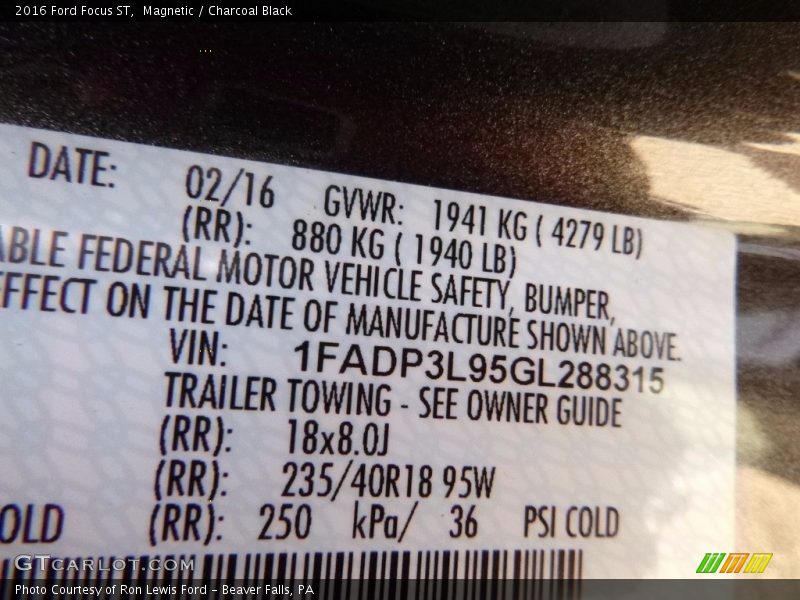 2016 Ford Focus ST, Magnetic / Charcoal Black
DATE: 02/16 GVWR: 1941 KG ( 4279 LB)
(RR): 880 KG ( 1940 LB)
ABLE FEDERAL MOTOR VEHICLE SAFETY, BUMPER,
EFFECT ON THE DATE OF MANUFACTURE SHOWN ABOVE.
VIN: 1FADP3L95GL288315
TRAILER TOWING - SEE OWNER GUIDE
(RR): 18x8.0J
(RR): 235/40R18 95W
OLD (RR): 250 kPa/ 36 PSI COLD
GTCARLOT.COM
Photo Courtesy of Ron Lewis Ford - Beaver Falls, PA